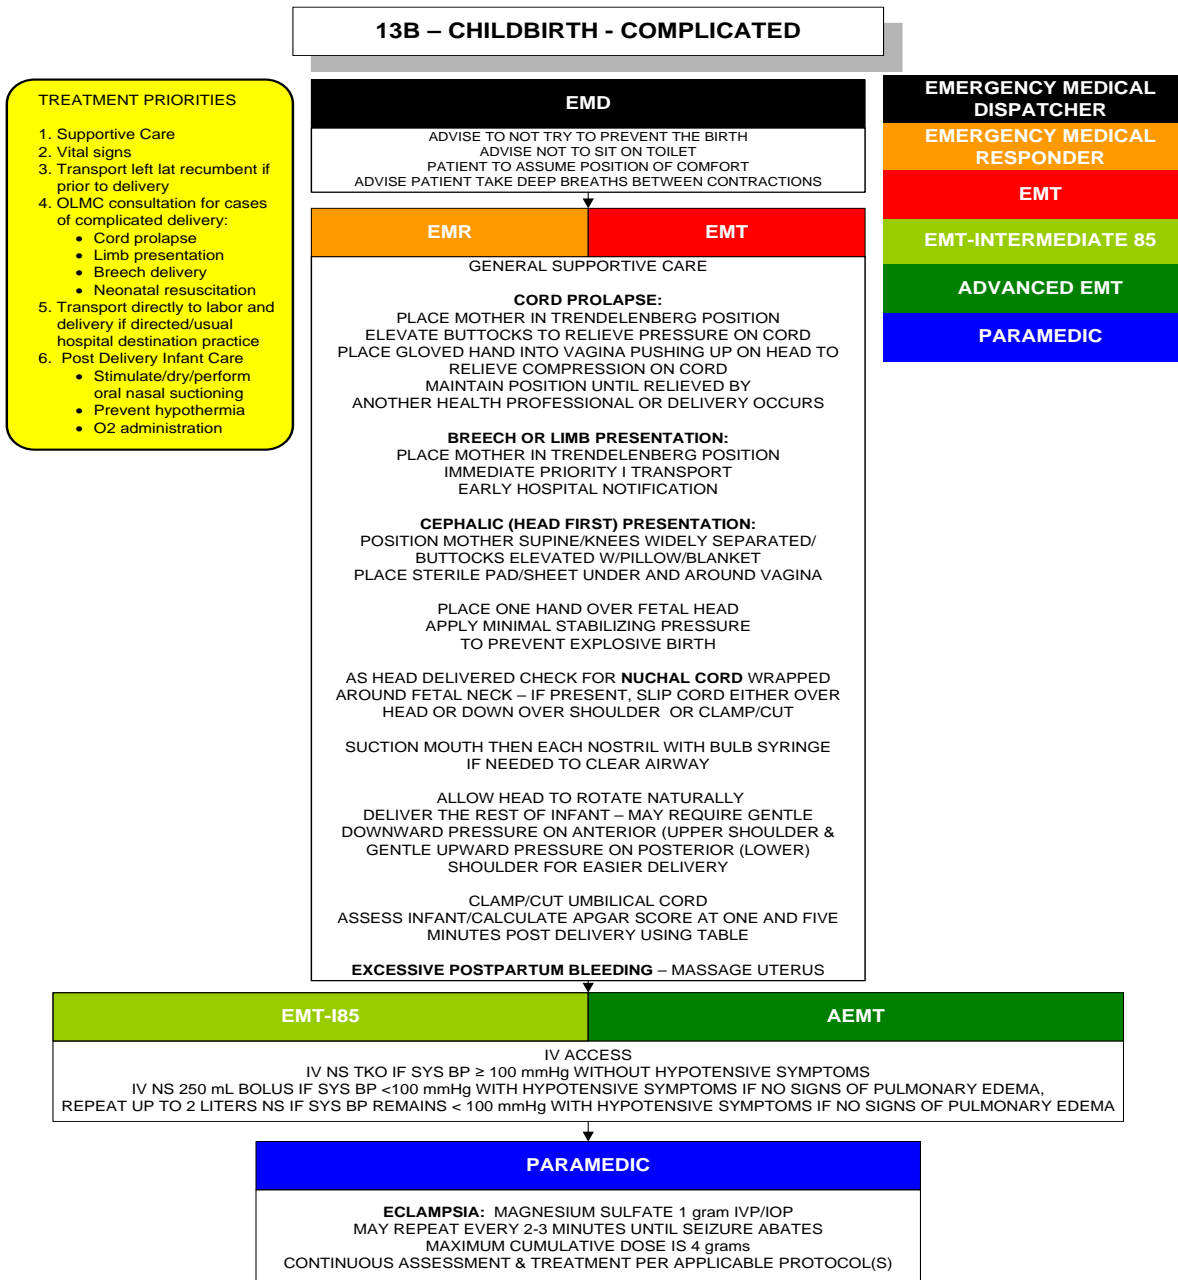 13B – CHILDBIRTH - COMPLICATED
TREATMENT PRIORITIES
1. Supportive Care
2. Vital signs
3. Transport left lat recumbent if
prior to delivery
4. OLMC consultation for cases
of complicated delivery:
• Cord prolapse
• Limb presentation
• Breech delivery
• Neonatal resuscitation
5. Transport directly to labor and
delivery if directed/usual
hospital destination practice
6. Post Delivery Infant Care
• Stimulate/dry/perform
oral nasal suctioning
• Prevent hypothermia
• O2 administration
EMD
ADVISE TO NOT TRY TO PREVENT THE BIRTH
ADVISE NOT TO SIT ON TOILET
PATIENT TO ASSUME POSITION OF COMFORT
ADVISE PATIENT TAKE DEEP BREATHS BETWEEN CONTRACTIONS
EMERGENCY MEDICAL
DISPATCHER
EMERGENCY MEDICAL
RESPONDER
EMT
EMT-INTERMEDIATE 85
ADVANCED EMT
PARAMEDIC
EMR
EMT
GENERAL SUPPORTIVE CARE
CORD PROLAPSE:
PLACE MOTHER IN TRENDELENBERG POSITION
ELEVATE BUTTOCKS TO RELIEVE PRESSURE ON CORD
PLACE GLOVED HAND INTO VAGINA PUSHING UP ON HEAD TO
RELIEVE COMPRESSION ON CORD
MAINTAIN POSITION UNTIL RELIEVED BY
ANOTHER HEALTH PROFESSIONAL OR DELIVERY OCCURS
BREECH OR LIMB PRESENTATION:
PLACE MOTHER IN TRENDELENBERG POSITION
IMMEDIATE PRIORITY I TRANSPORT
EARLY HOSPITAL NOTIFICATION
CEPHALIC (HEAD FIRST) PRESENTATION:
POSITION MOTHER SUPINE/KNEES WIDELY SEPARATED/
BUTTOCKS ELEVATED W/PILLOW/BLANKET
PLACE STERILE PAD/SHEET UNDER AND AROUND VAGINA
PLACE ONE HAND OVER FETAL HEAD
APPLY MINIMAL STABILIZING PRESSURE
TO PREVENT EXPLOSIVE BIRTH
AS HEAD DELIVERED CHECK FOR NUCHAL CORD WRAPPED
AROUND FETAL NECK – IF PRESENT, SLIP CORD EITHER OVER
HEAD OR DOWN OVER SHOULDER OR CLAMP/CUT
SUCTION MOUTH THEN EACH NOSTRIL WITH BULB SYRINGE
IF NEEDED TO CLEAR AIRWAY
ALLOW HEAD TO ROTATE NATURALLY
DELIVER THE REST OF INFANT – MAY REQUIRE GENTLE
DOWNWARD PRESSURE ON ANTERIOR (UPPER SHOULDER &
GENTLE UPWARD PRESSURE ON POSTERIOR (LOWER)
SHOULDER FOR EASIER DELIVERY
CLAMP/CUT UMBILICAL CORD
ASSESS INFANT/CALCULATE APGAR SCORE AT ONE AND FIVE
MINUTES POST DELIVERY USING TABLE
EXCESSIVE POSTPARTUM BLEEDING – MASSAGE UTERUS
EMT-I85
AEMT
IV ACCESS
IV NS TKO IF SYS BP ≥ 100 mmHg WITHOUT HYPOTENSIVE SYMPTOMS
IV NS 250 mL BOLUS IF SYS BP <100 mmHg WITH HYPOTENSIVE SYMPTOMS IF NO SIGNS OF PULMONARY EDEMA,
REPEAT UP TO 2 LITERS NS IF SYS BP REMAINS < 100 mmHg WITH HYPOTENSIVE SYMPTOMS IF NO SIGNS OF PULMONARY EDEMA
PARAMEDIC
ECLAMPSIA: MAGNESIUM SULFATE 1 gram IVP/IOP
MAY REPEAT EVERY 2-3 MINUTES UNTIL SEIZURE ABATES
MAXIMUM CUMULATIVE DOSE IS 4 grams
CONTINUOUS ASSESSMENT & TREATMENT PER APPLICABLE PROTOCOL(S)